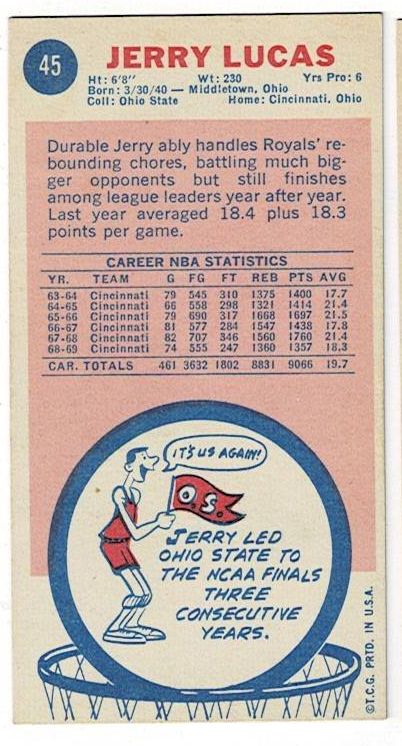 45
JERRY LUCAS
Ht: 6'8" Wt: 230 Yrs Pro: 6
Born: 3/30/40 — Middletown, Ohio
Coll: Ohio State Home: Cincinnati, Ohio
Durable Jerry ably handles Royals' re-
bounding chores, battling much big-
ger opponents but still finishes
among league leaders year after year.
Last year averaged 18.4 plus 18.3
points per game.
CAREER NBA STATISTICS
YR. TEAM G FG FT REB PTS AVG
63-64 Cincinnati 79 545 310 1375 1400 17.7
64-65 Cincinnati 66 558 298 1321 1414 21.4
65-66 Cincinnati 79 690 317 1668 1697 21.5
66-67 Cincinnati 81 577 284 1547 1438 17.8
67-68 Cincinnati 82 707 346 1560 1760 21.4
68-69 Cincinnati 74 555 247 1360 1357 18.3
CAR. TOTALS 461 3632 1802 8831 9066 19.7
IT'S US AGAIN!
O.S.
JERRY LED
OHIO STATE TO
THE NCAA FINALS
THREE
CONSECUTIVE
YEARS.
©T.C.G. PRTD. IN U.S.A.